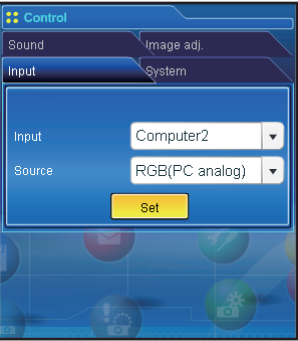 Control
Sound Image adj.
Input System
Input Computer2
Source RGB(PC analog)
Set